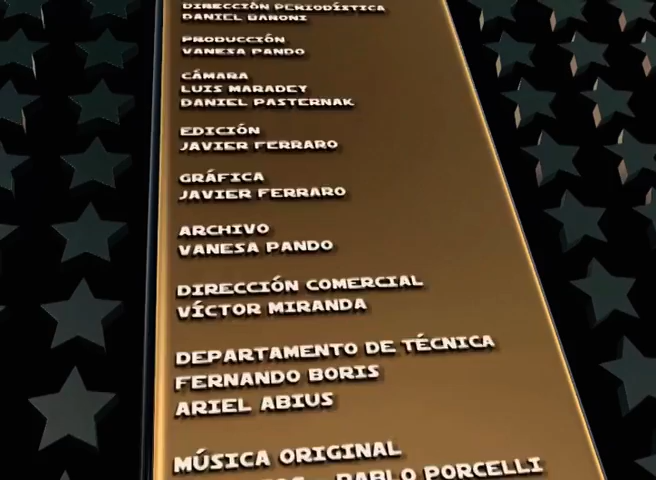 DIRECCIÓN PERIODÍSTICA
DANIEL BARONI
PRODUCCIÓN
VANESA PANDO
CÁMARA
LUIS MARADEY
DANIEL PASTERNAK
EDICIÓN
JAVIER FERRARO
GRÁFICA
JAVIER FERRARO
ARCHIVO
VANESA PANDO
DIRECCIÓN COMERCIAL
VÍCTOR MIRANDA
DEPARTAMENTO DE TÉCNICA
FERNANDO BORIS
ARIEL ABIUS
MÚSICA ORIGINAL
PABLO PORCELLI